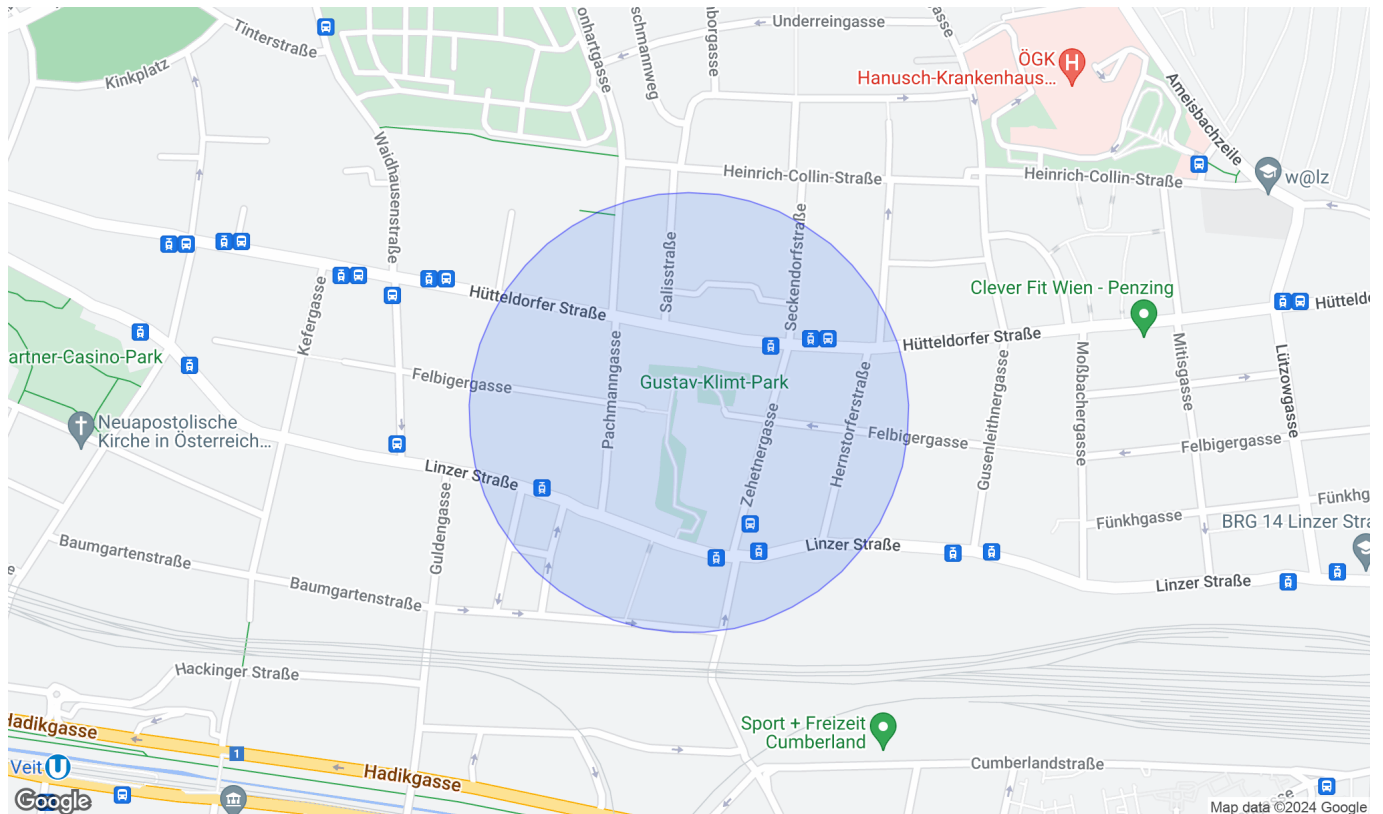 Underreingasse
Tinterstraße
Kinkplatz
ÖGK
Hanusch-Krankenhaus...
Ameisbachzeile
Waidhausenstraße
Heinrich-Collin-Straße
Heinrich-Collin-Straße
w@lz
Salisstraße
Seckendorfstraße
Clever Fit Wien - Penzing
Hütteldorfer Straße
Hütteldorfer Straße
Kefergasse
Pachmanngasse
Felbigergasse
Gustav-Klimt-Park
Moßbachergasse
Mitisgasse
Lützowgasse
Gusenleithnergasse
Hernstorferstraße
Zehetnergasse
Felbigergasse
Felbigergasse
Neuapostolische
Kirche in Österreich...
Linzer Straße
Guldengasse
Fünkhgasse
BRG 14 Linzer Stra
Linzer Straße
Linzer Straße
Baumgartenstraße
Baumgartenstraße
Hackinger Straße
Hadikgasse
Hadikgasse
1
Sport + Freizeit
Cumberland
Cumberlandstraße
Veit U
Google
Map data ©2024 Google